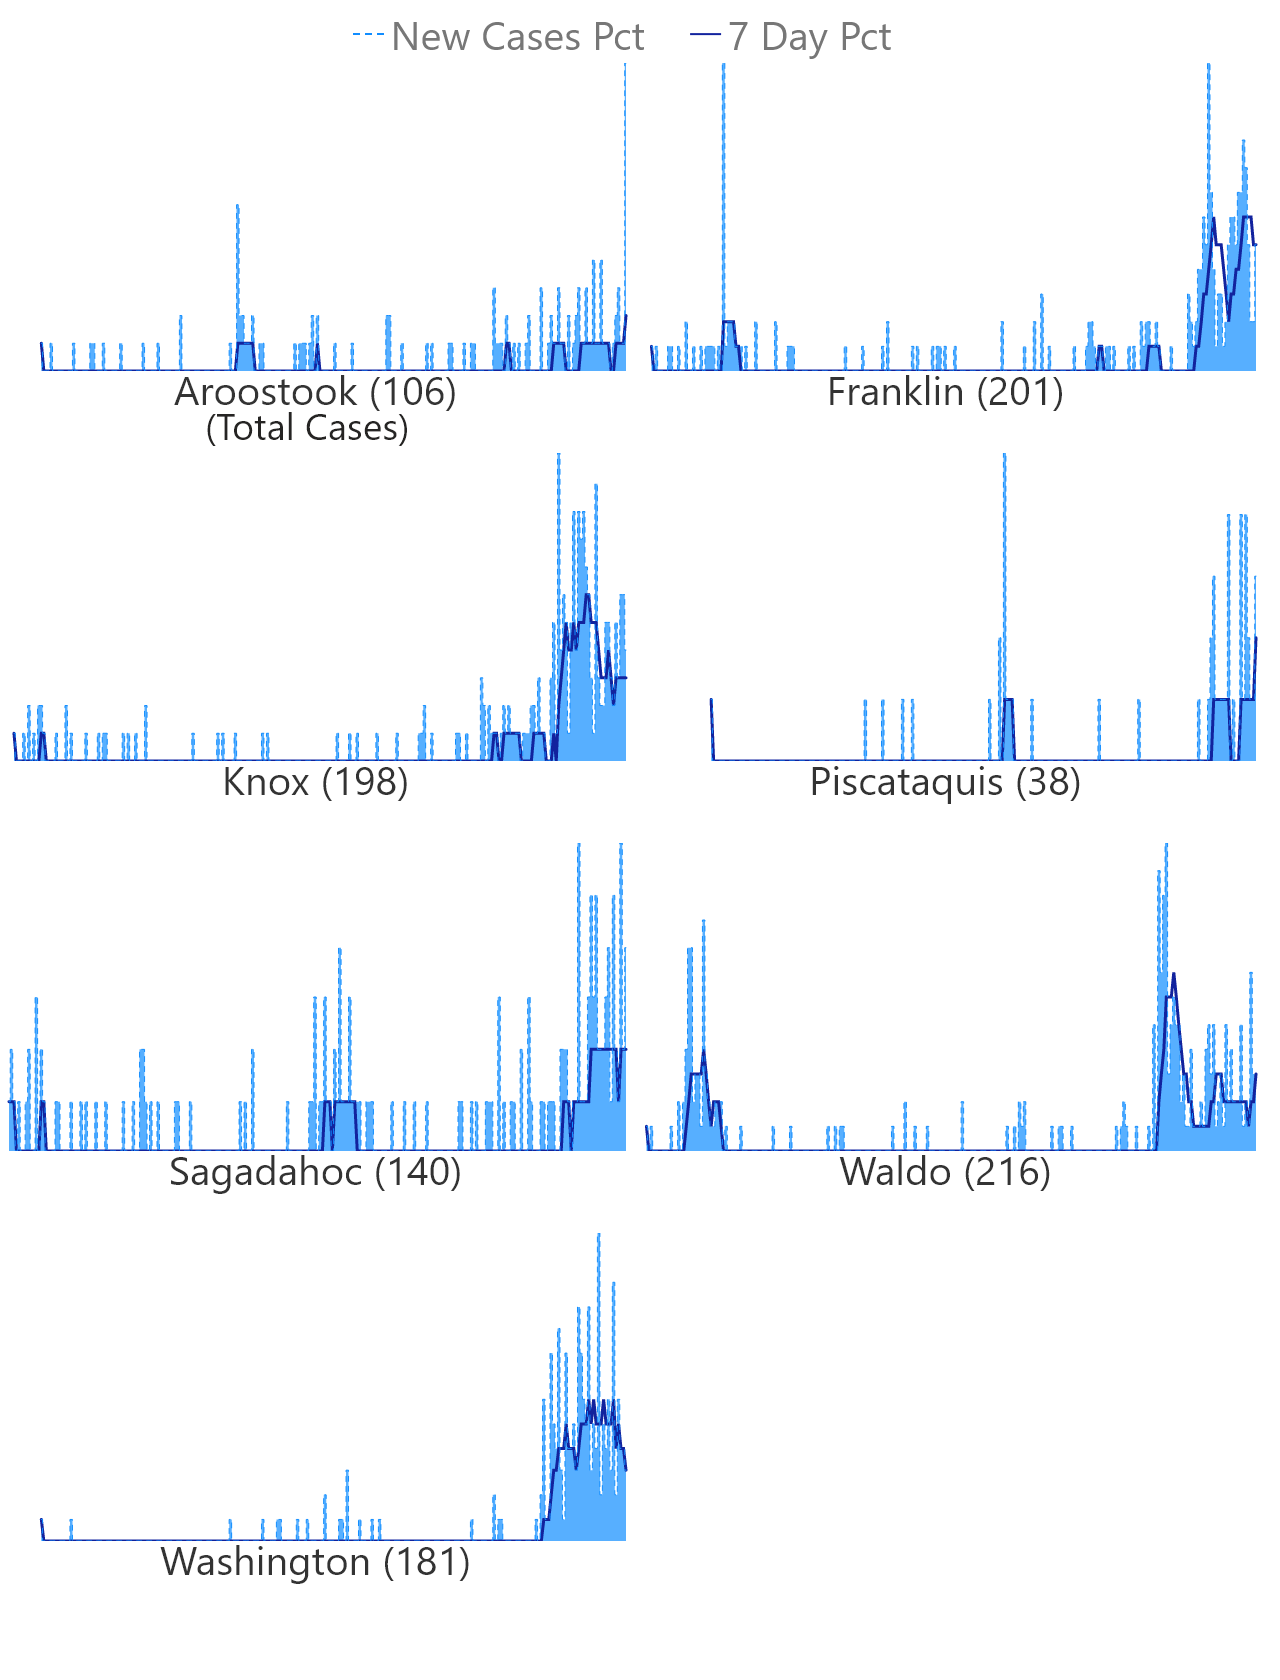 New Cases Pct 7 Day Pct
Aroostook (106) Franklin (201)
(Total Cases)
Knox (198) Piscataquis (38)
Sagadahoc (140) Waldo (216)
Washington (181)